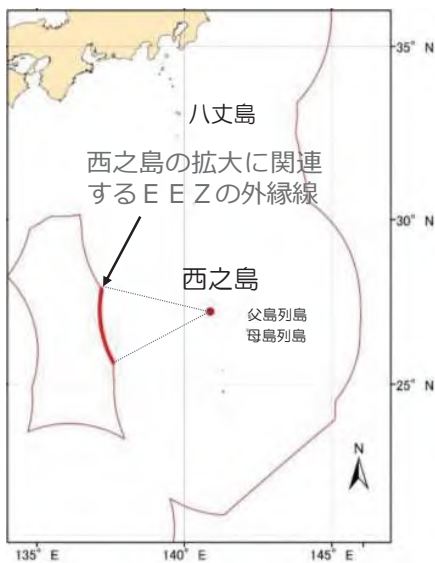 35° N
八丈島
西之島の拡大に関連
するＥＥＺの外縁線
30° N
西之島
父島列島
母島列島
25° N
N
135° E
140° E
145° E